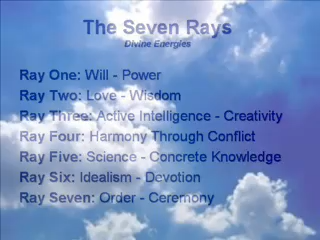 The Seven Rays
Divine Energies
Ray One: Will - Power
Ray Two: Love - Wisdom
Ray Three: Active Intelligence - Creativity
Ray Four: Harmony Through Conflict
Ray Five: Science - Concrete Knowledge
Ray Six: Idealism - Devotion
Ray Seven: Order - Ceremony